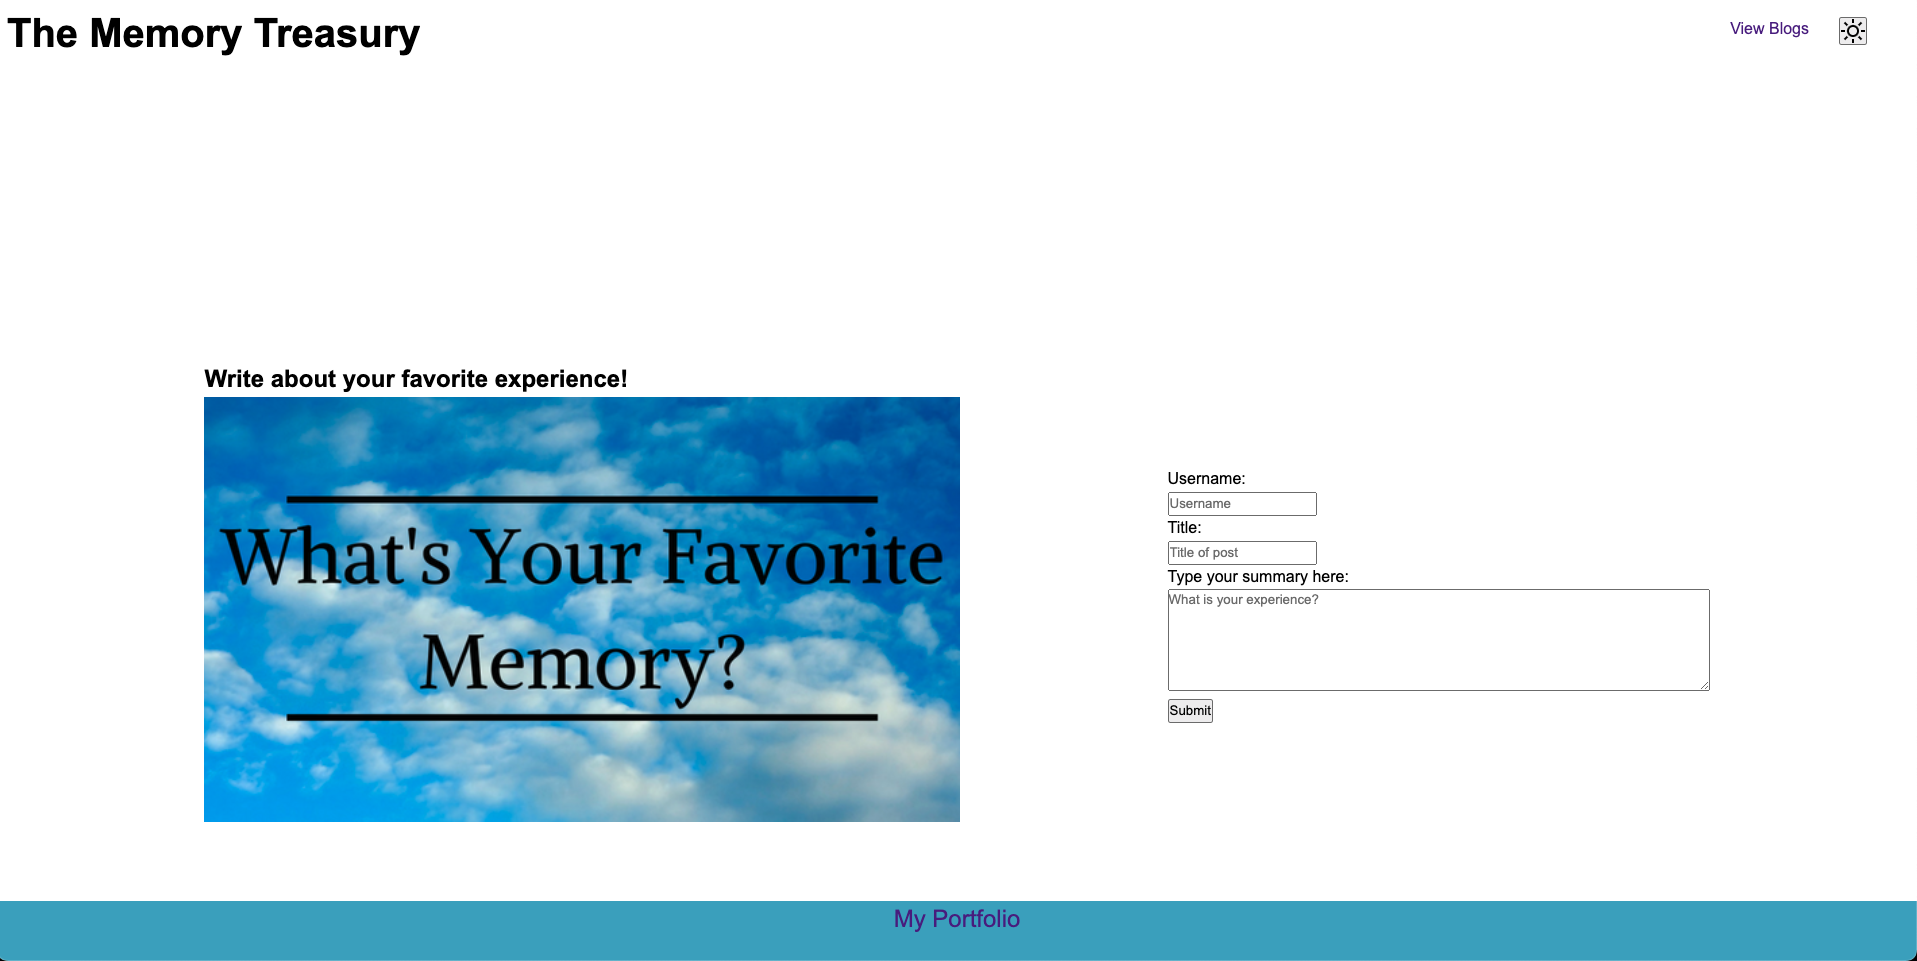 The Memory Treasury
View Blogs
Write about your favorite experience!
What's Your Favorite
Memory?
Username:
Username
Title:
Title of post
Type your summary here:
What is your experience?
Submit
My Portfolio